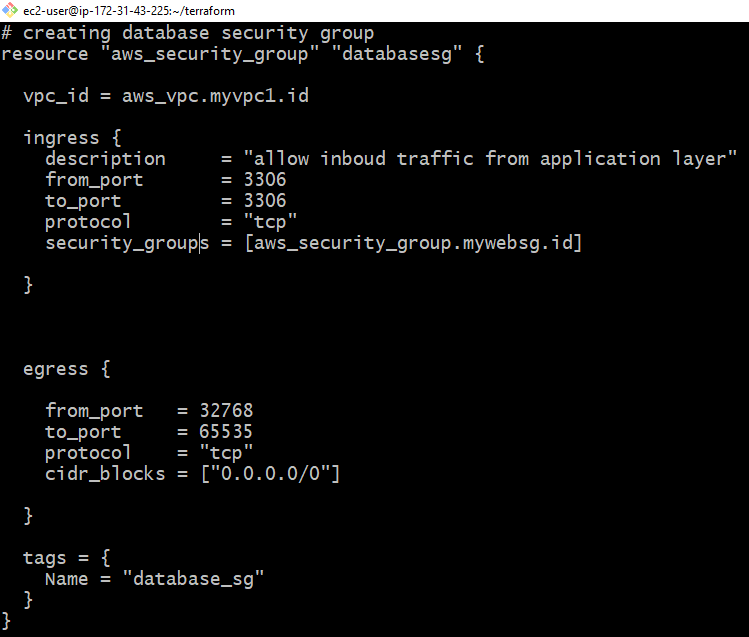 ec2-user@ip-172-31-43-225:~/terraform
# creating database security group
resource "aws_security_group" "databasesg" {
vpc_id = aws_vpc.myvpc1.id
ingress {
description     = "allow inboud traffic from application layer"
from_port       = 3306
to_port         = 3306
protocol        = "tcp"
security_groups = [aws_security_group.mywebsg.id]
}
egress {
from_port   = 32768
to_port     = 65535
protocol    = "tcp"
cidr_blocks = ["0.0.0.0/0"]
}
tags = {
Name = "database_sg"
}
}